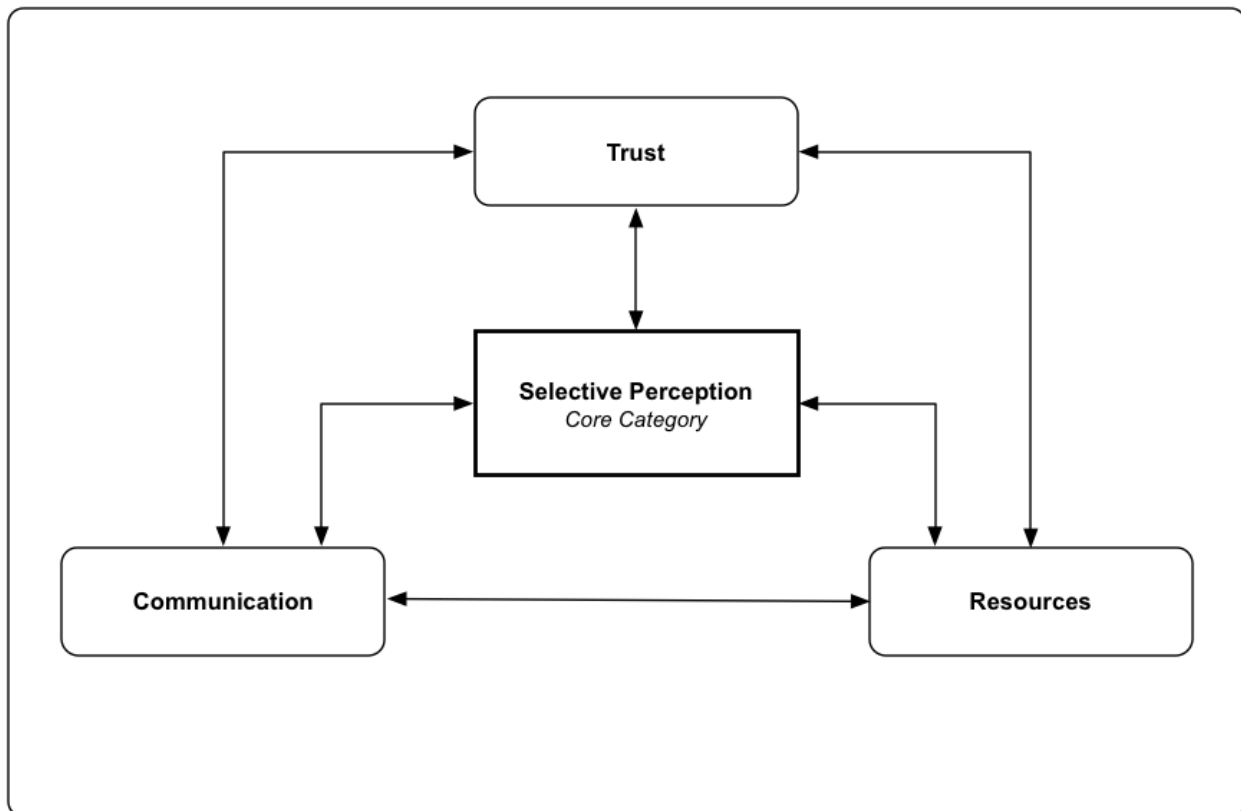 Trust
Selective Perception
Core Category
Communication
Resources